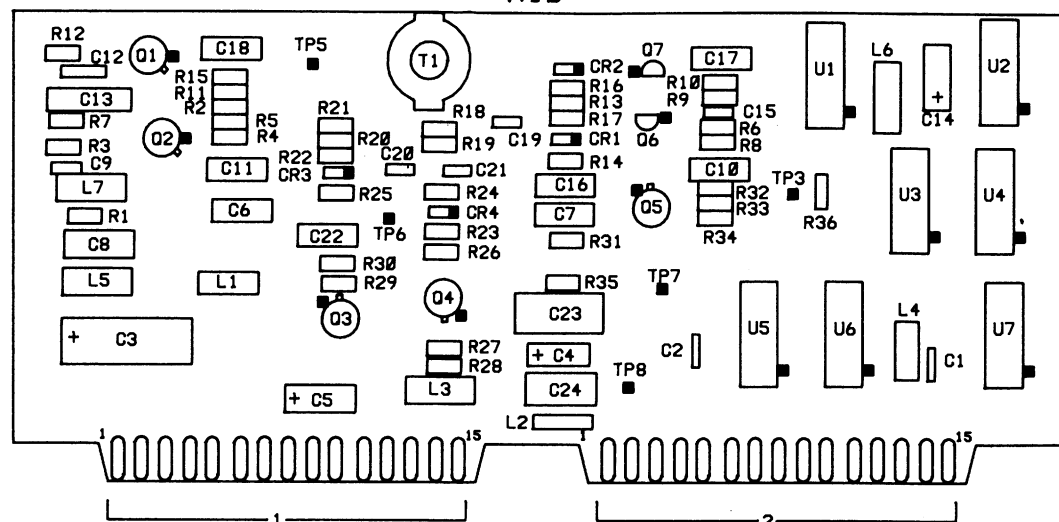 R12
Q1
C18
TP5
T1
Q7
C17
U1
L6
U2
C12
CR2
R10
R9
R15
R11
R2
R16
R13
R17
C13
C15
+
C14
R7
Q2
R5
R4
R21
R20
R18
R19
C19
CR1
Q6
R6
R8
R3
C9
C11
R22
CR3
C20
C21
R14
C10
TP3
U3
U4
L7
R25
R24
C16
Q5
R32
R33
R34
R36
R1
C6
TP6
CR4
C7
C8
C22
R23
R26
R31
L5
L1
R30
R29
Q4
R35
TP7
Q3
C23
U5
U6
L4
U7
+ C3
R27
R28
+ C4
C2
C1
+ C5
L3
C24
TP8
L2
1
15
1
15
1
2